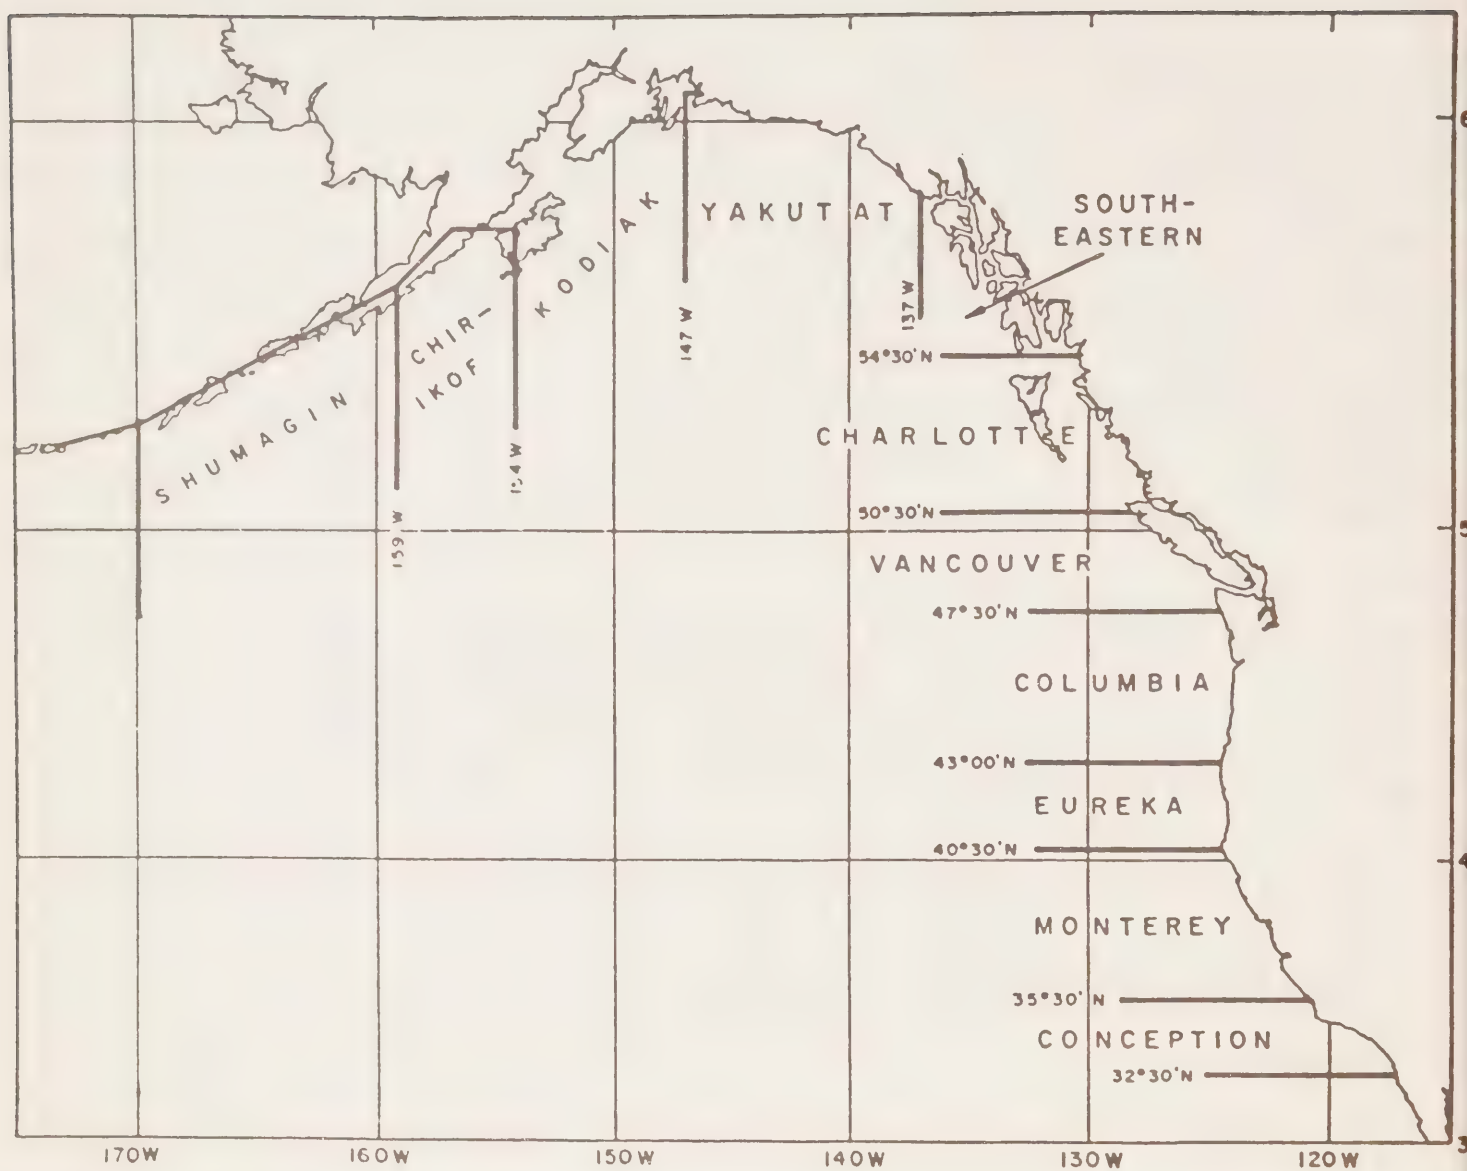 SOUTH-
EASTERN
YAKUTAT
KODIAK
CHIR-
IKOF
SHUMAGIN
147 W
137 W
159 W
54°30'N
CHARLOTTE
50°30'N
VANCOUVER
47°30'N
COLUMBIA
43°00'N
EUREKA
40°30'N
MONTEREY
35°30'N
CONCEPTION
32°30'N
170W
160W
150W
140W
130W
120W